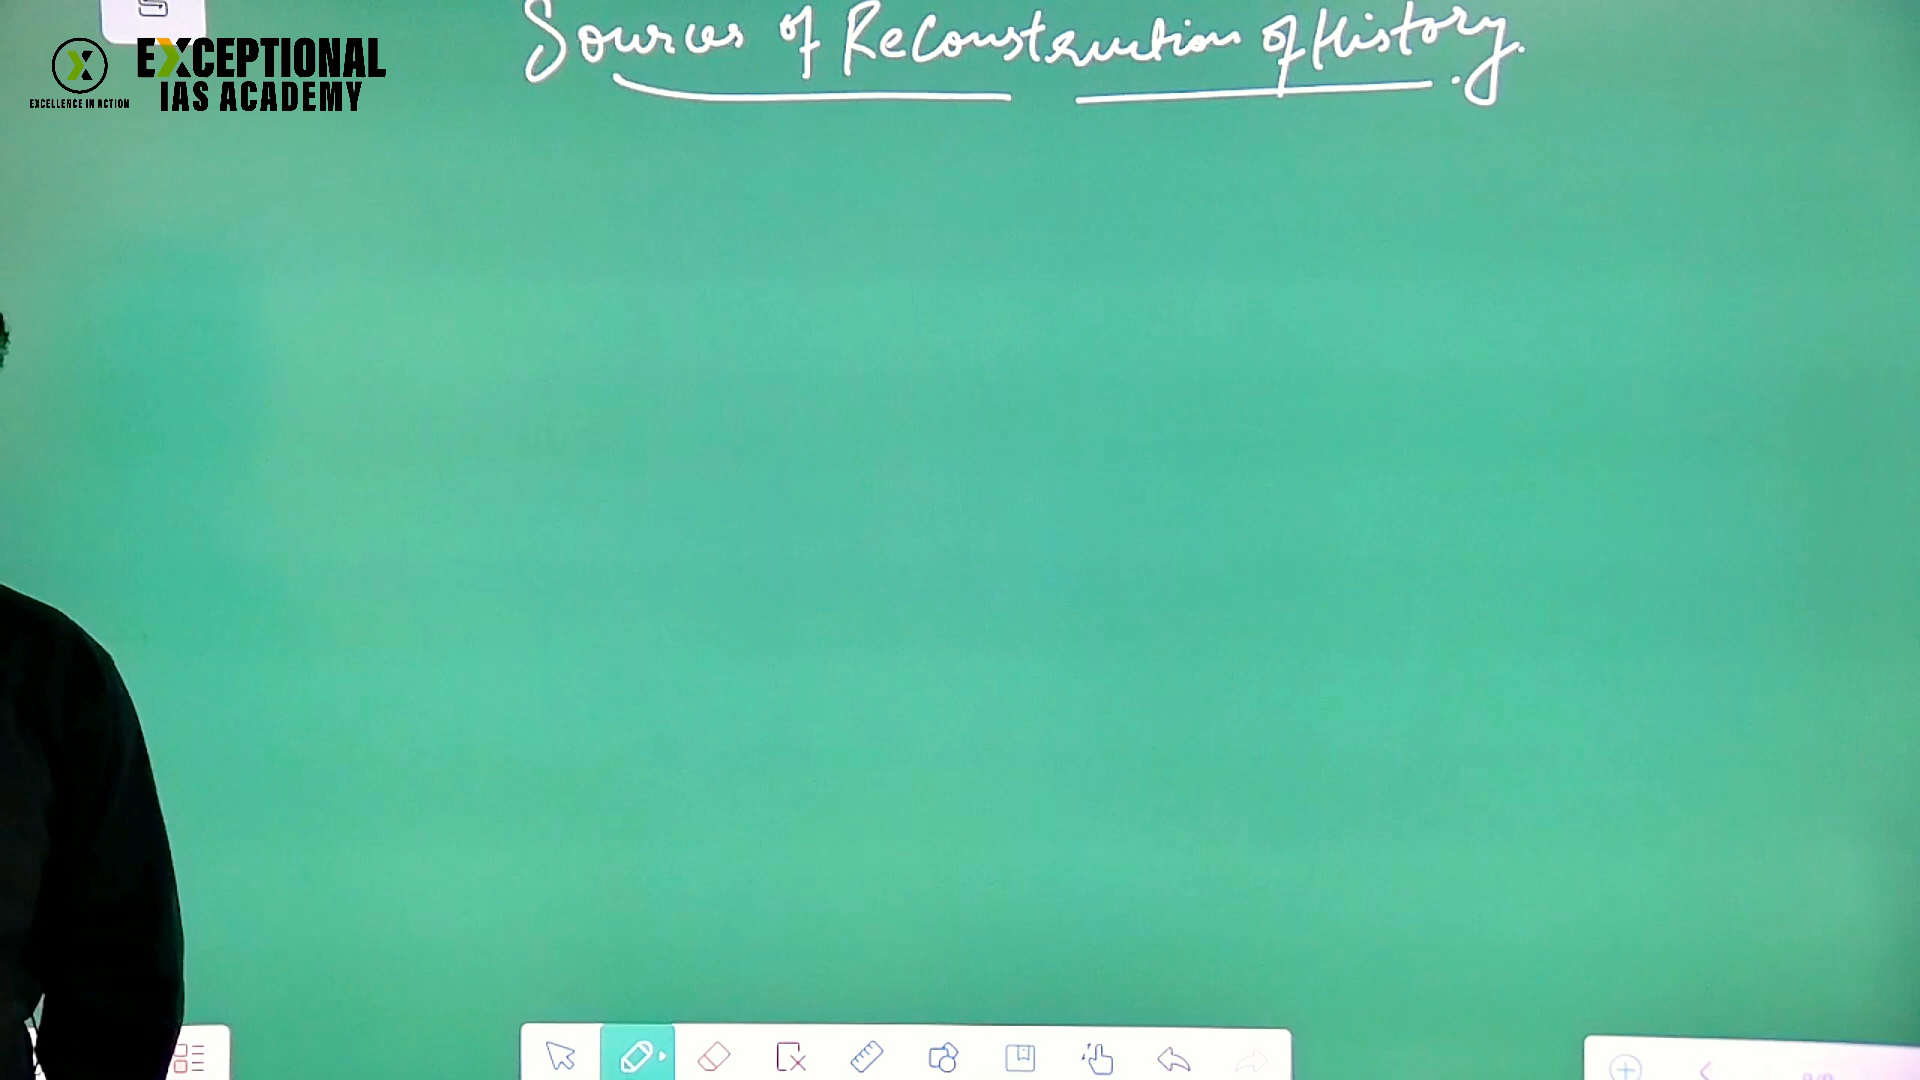 Sources of Reconstruction of History.
EXCEPTIONAL
IAS ACADEMY
EXCELLENCE IN ACTION